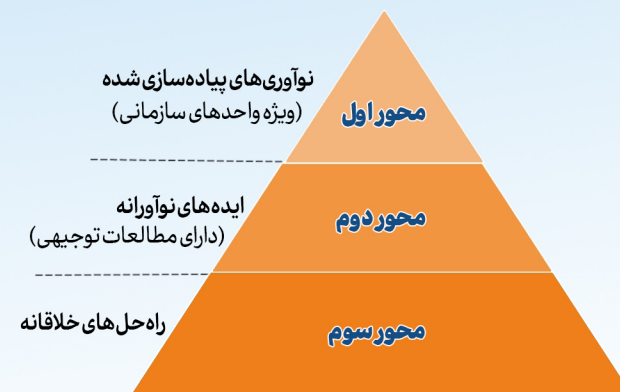 نوآوری‌های پیاده‌سازی شده
(ویژه واحدهای سازمانی)
محور اول
ایده‌های نوآورانه
(دارای مطالعات توجیهی)
محور دوم
راه‌حل‌های خلاقانه
محور سوم